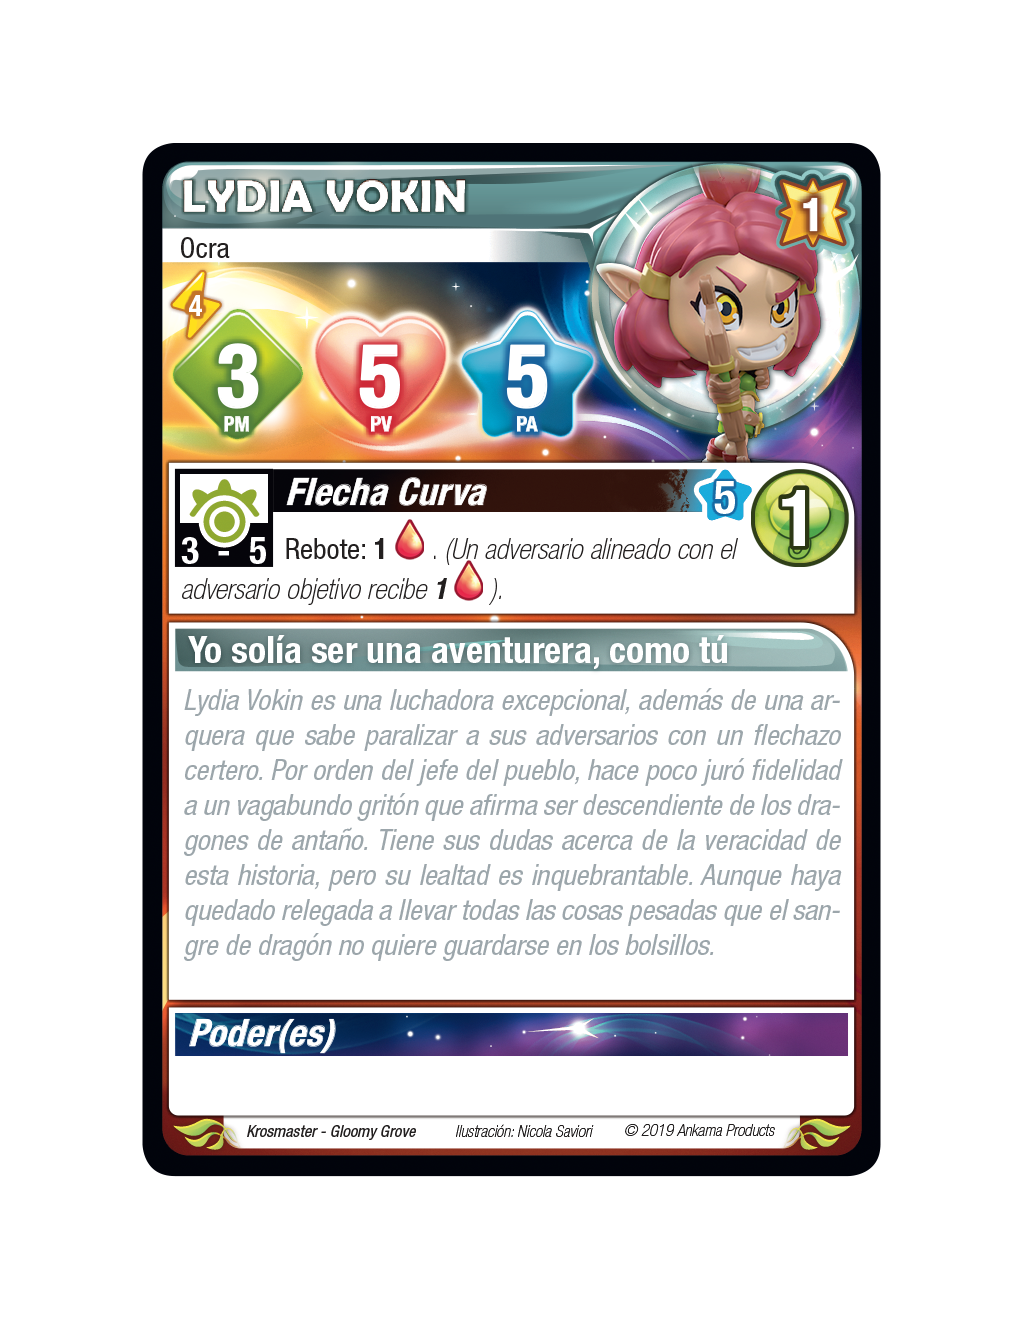 LYDIA VOKIN
1
Ocra
4
3
PM
5
PV
5
PA
Flecha Curva
5
1
3 - 5
Rebote: 1 . (Un adversario alineado con el
adversario objetivo recibe 1 ).
Yo solía ser una aventurera, como tú
Lydia Vokin es una luchadora excepcional, además de una ar-
quera que sabe paralizar a sus adversarios con un flechazo
certero. Por orden del jefe del pueblo, hace poco juró fidelidad
a un vagabundo gritón que afirma ser descendiente de los dra-
gones de antaño. Tiene sus dudas acerca de la veracidad de
esta historia, pero su lealtad es inquebrantable. Aunque haya
quedado relegada a llevar todas las cosas pesadas que el san-
gre de dragón no quiere guardarse en los bolsillos.
Poder(es)
Krosmaster - Gloomy Grove Ilustración: Nicola Saviori © 2019 Ankama Products